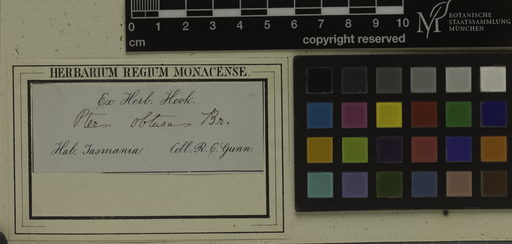 0 1 2 3 4 5 6 7 8 9 10
cm
copyright reserved
M
BOTANISCHE
STAATSSAMMLUNG
MÜNCHEN
HERBARIUM REGIUM MONACENSE.
Ex Herb. Hook.
Pters. obtusa Br.
Hab. Tasmania. Coll. R. C. Gunn.